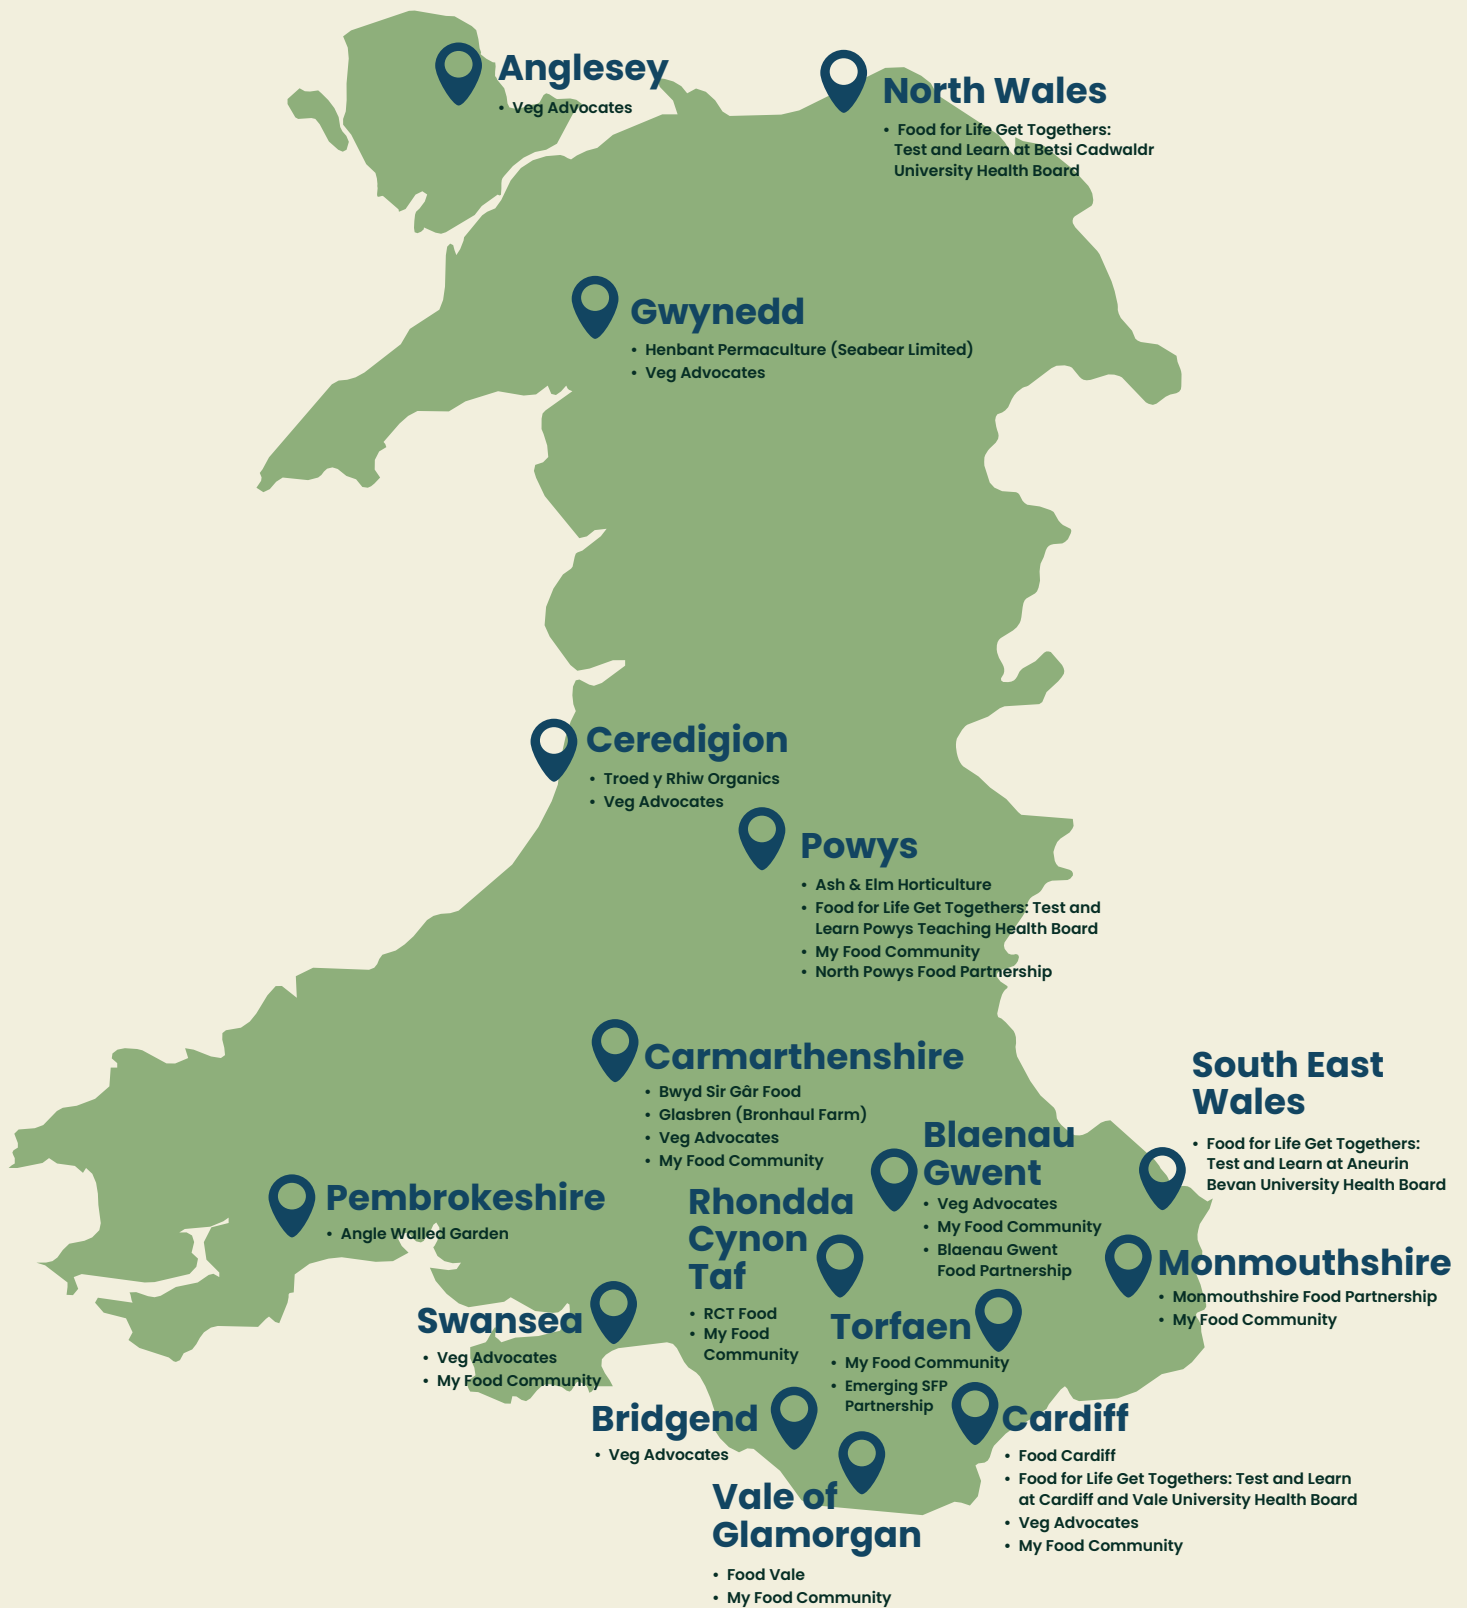 Anglesey
• Veg Advocates
North Wales
• Food for Life Get Togethers:
Test and Learn at Betsi Cadwaldr
University Health Board
Gwynedd
• Henbant Permaculture (Seabear Limited)
• Veg Advocates
Ceredigion
• Troed y Rhiw Organics
• Veg Advocates
Powys
• Ash & Elm Horticulture
• Food for Life Get Togethers: Test and
Learn Powys Teaching Health Board
• My Food Community
• North Powys Food Partnership
Carmarthenshire
• Bwyd Sir Gâr Food
• Glasbren (Bronhaul Farm)
• Veg Advocates
• My Food Community
South East
Wales
• Food for Life Get Togethers:
Test and Learn at Aneurin
Bevan University Health Board
Blaenau
Gwent
• Veg Advocates
• My Food Community
• Blaenau Gwent
Food Partnership
Pembrokeshire
• Angle Walled Garden
Rhondda
Cynon
Taf
• RCT Food
• My Food
Community
Monmouthshire
• Monmouthshire Food Partnership
• My Food Community
Swansea
• Veg Advocates
• My Food Community
Torfaen
• My Food Community
• Emerging SFP
Partnership
Bridgend
• Veg Advocates
Cardiff
• Food Cardiff
• Food for Life Get Togethers: Test and Learn
at Cardiff and Vale University Health Board
• Veg Advocates
• My Food Community
Vale of
Glamorgan
• Food Vale
• My Food Community